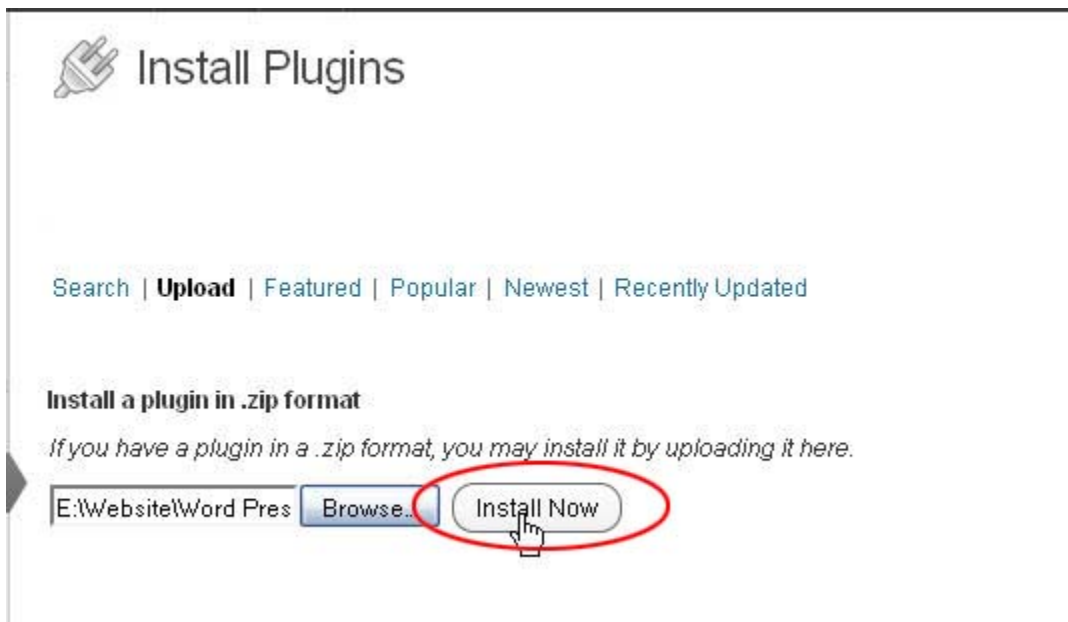 Install Plugins
Search | Upload | Featured | Popular | Newest | Recently Updated
Install a plugin in .zip format
If you have a plugin in a .zip format, you may install it by uploading it here.
E:\Website\Word Pres Browse.. Install Now